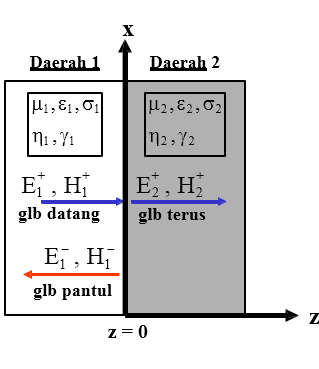 x
Daerah 1 Daerah 2
μ₁, ε₁, σ₁ μ₂, ε₂, σ₂
η₁, γ₁ η₂, γ₂
E₁⁺, H₁⁺ E₂⁺, H₂⁺
glb datang glb terus
E₁⁻, H₁⁻
glb pantul
z
z = 0